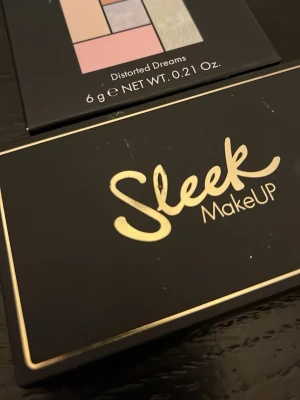 Distorted Dreams
6 g ℮ NET WT. 0.21 Oz.
Sleek
MakeUP